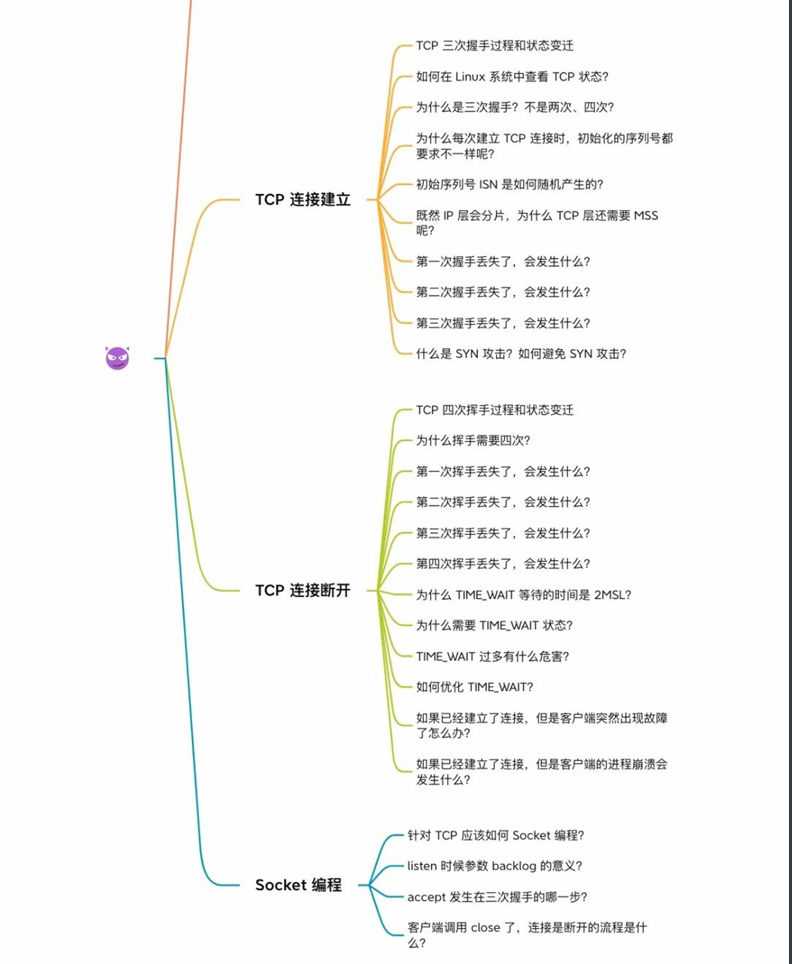 TCP 三次握手过程和状态变迁
如何在 Linux 系统中查看 TCP 状态？
为什么是三次握手？不是两次、四次？
为什么每次建立 TCP 连接时，初始化的序列号都
要求不一样呢？
TCP 连接建立
初始序列号 ISN 是如何随机产生的？
既然 IP 层会分片，为什么 TCP 层还需要 MSS
呢？
第一次握手丢失了，会发生什么？
第二次握手丢失了，会发生什么？
第三次握手丢失了，会发生什么？
什么是 SYN 攻击？如何避免 SYN 攻击？
TCP 四次挥手过程和状态变迁
为什么挥手需要四次？
第一次挥手丢失了，会发生什么？
第二次挥手丢失了，会发生什么？
第三次挥手丢失了，会发生什么？
第四次挥手丢失了，会发生什么？
TCP 连接断开
为什么 TIME_WAIT 等待的时间是 2MSL？
为什么需要 TIME_WAIT 状态？
TIME_WAIT 过多有什么危害？
如何优化 TIME_WAIT？
如果已经建立了连接，但是客户端突然出现故障
了怎么办？
如果已经建立了连接，但是客户端的进程崩溃会
发生什么？
Socket 编程
针对 TCP 应该如何 Socket 编程？
listen 时候参数 backlog 的意义？
accept 发生在三次握手的哪一步？
客户端调用 close 了，连接是断开的流程是什
么？